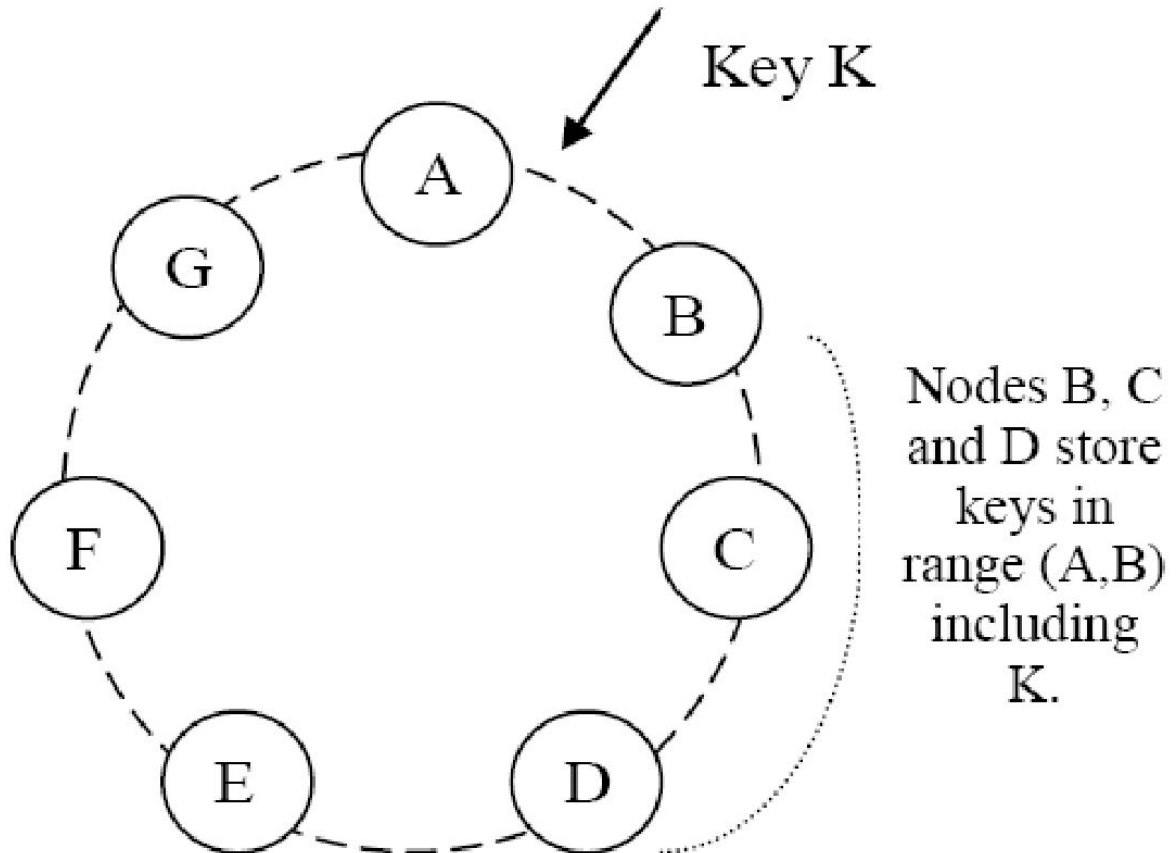 Key K
A
G
B
Nodes B, C
and D store
keys in
range (A,B)
including
K.
F
C
E
D